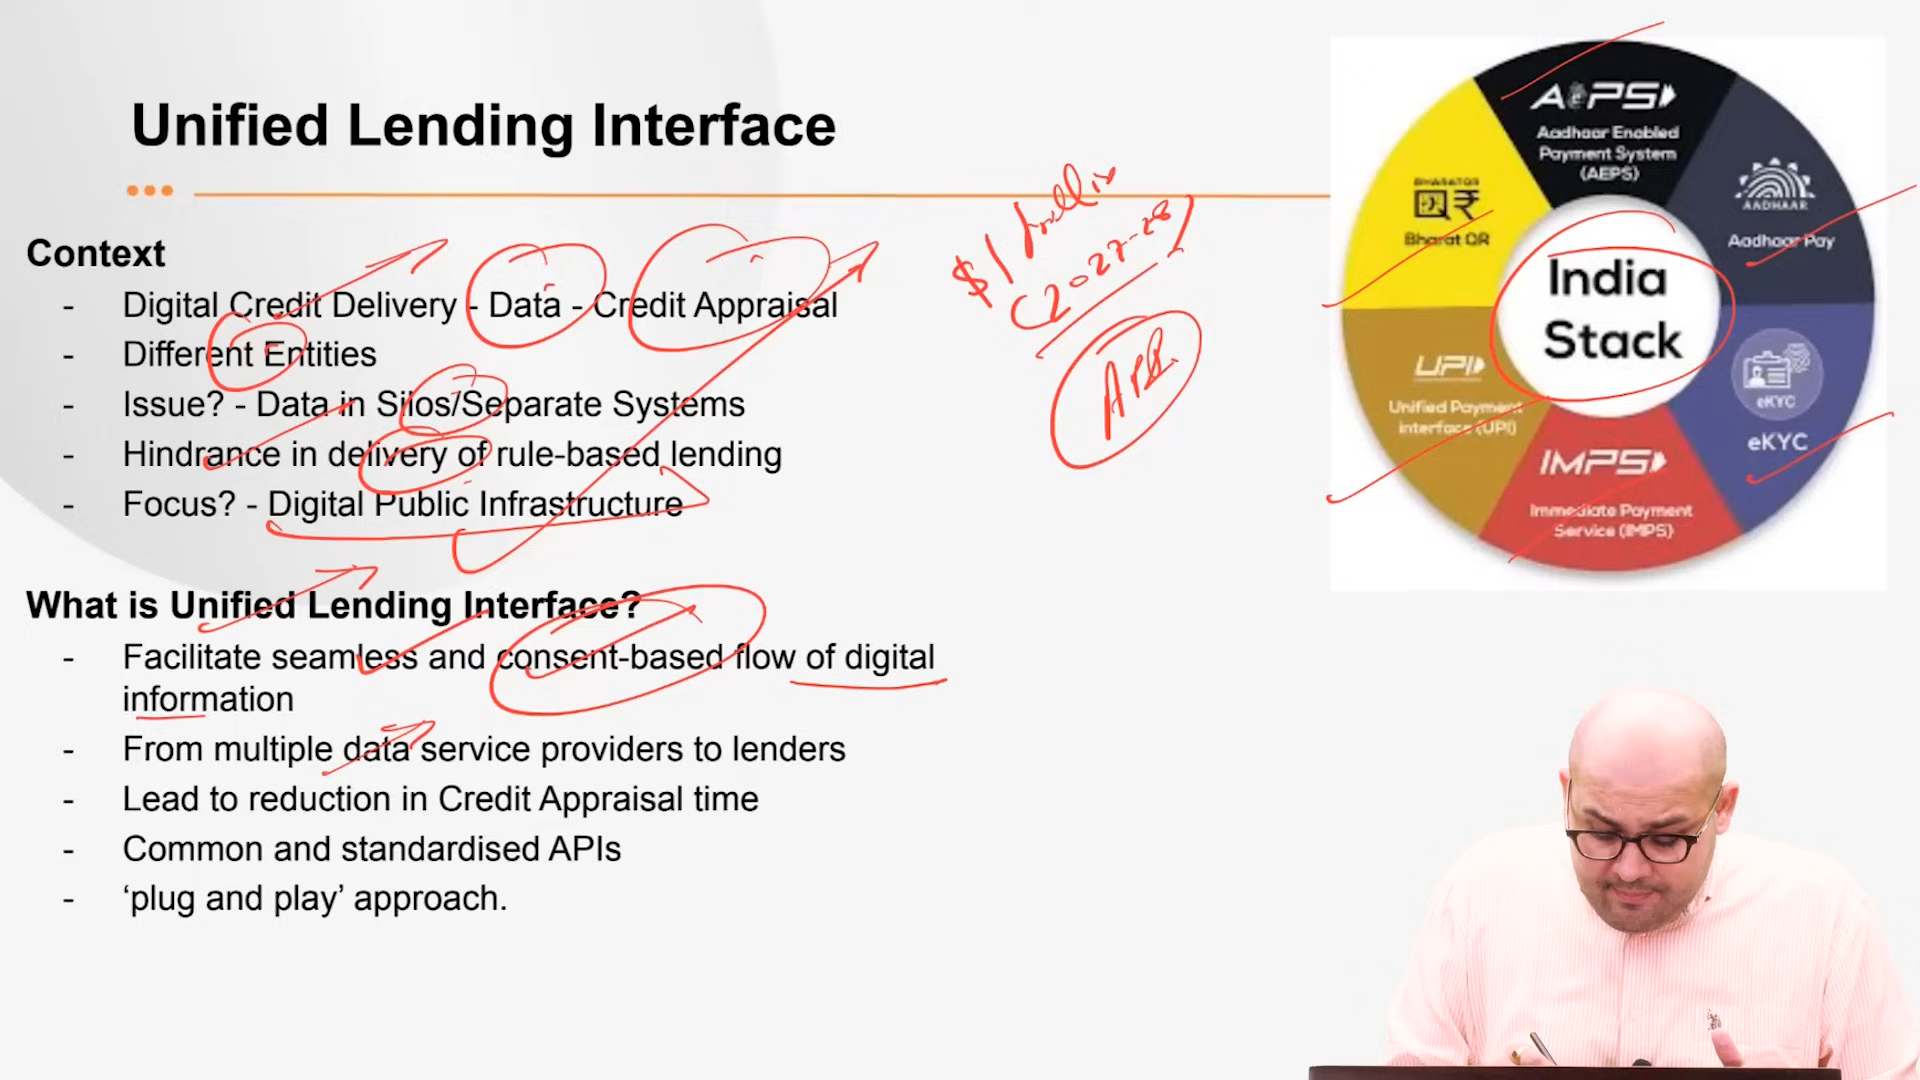 Unified Lending Interface
Context
- Digital Credit Delivery - Data - Credit Appraisal
- Different Entities
- Issue? - Data in Silos/Separate Systems
- Hindrance in delivery of rule-based lending
- Focus? - Digital Public Infrastructure
What is Unified Lending Interface?
- Facilitate seamless and consent-based flow of digital
information
- From multiple data service providers to lenders
- Lead to reduction in Credit Appraisal time
- Common and standardised APIs
- ‘plug and play’ approach.
$1
(2027-28)
India
Stack
AePS
Aadhaar Enabled
Payment System
(AEPS)
AADHAAR
Aadhaar Pay
eKYC
eKYC
IMPS
Immediate Payment
Service (IMPS)
UPI
Unified Payment
interface (UPI)
BHARATQR
Bharat QR